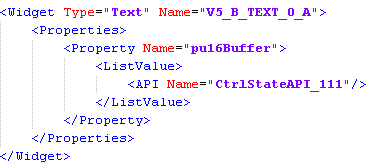 <Widget Type="Text" Name="V5_B_TEXT_0_A">
<Properties>
<Property Name="pu16Buffer">
<ListValue>
<API Name="CtrlStateAPI_111"/>
</ListValue>
</Property>
</Properties>
</Widget>